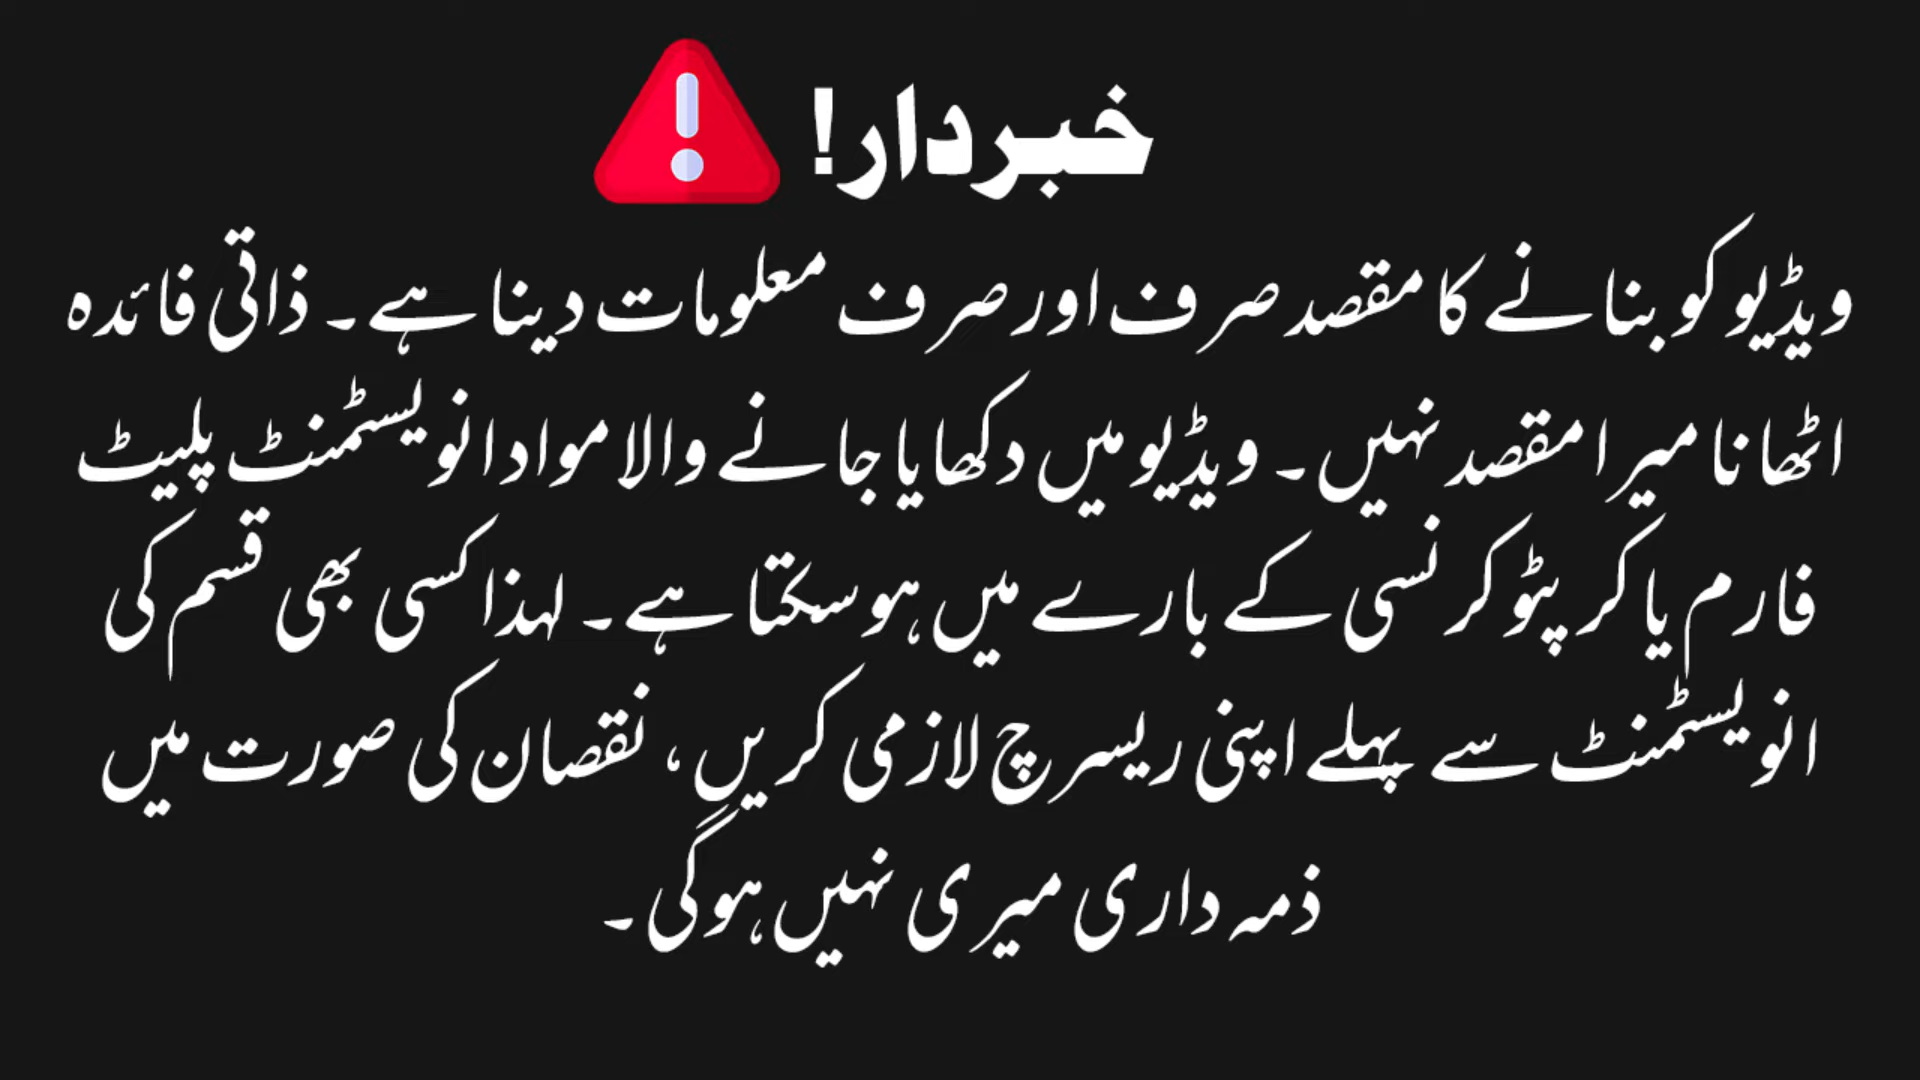 خبردار!
ویڈیو کو بنانے کا مقصد صرف اور صرف معلومات دینا ہے۔ ذاتی فائدہ
اٹھانا میرا مقصد نہیں۔ ویڈیو میں دکھایا جانے والا مواد انویسٹمنٹ پلیٹ
فارم یا کرپٹو کرنسی کے بارے میں ہو سکتا ہے۔ لہذا کسی بھی قسم کی
انویسٹمنٹ سے پہلے اپنی ریسرچ لازمی کریں، نقصان کی صورت میں
ذمہ داری میری نہیں ہوگی۔